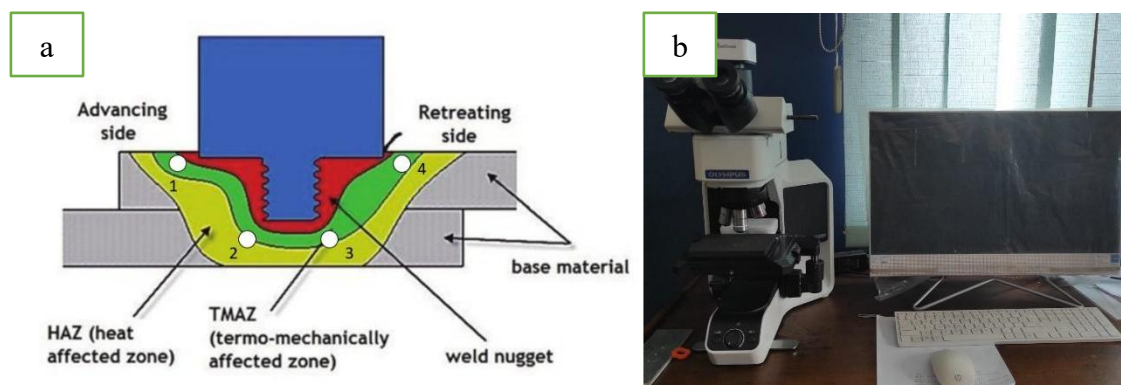 a
Advancing
side
Retreating
side
1
4
2
3
base material
HAZ (heat
affected zone)
TMAZ
(termo-mechanically
affected zone)
weld nugget
b
OLYMPUS
hp